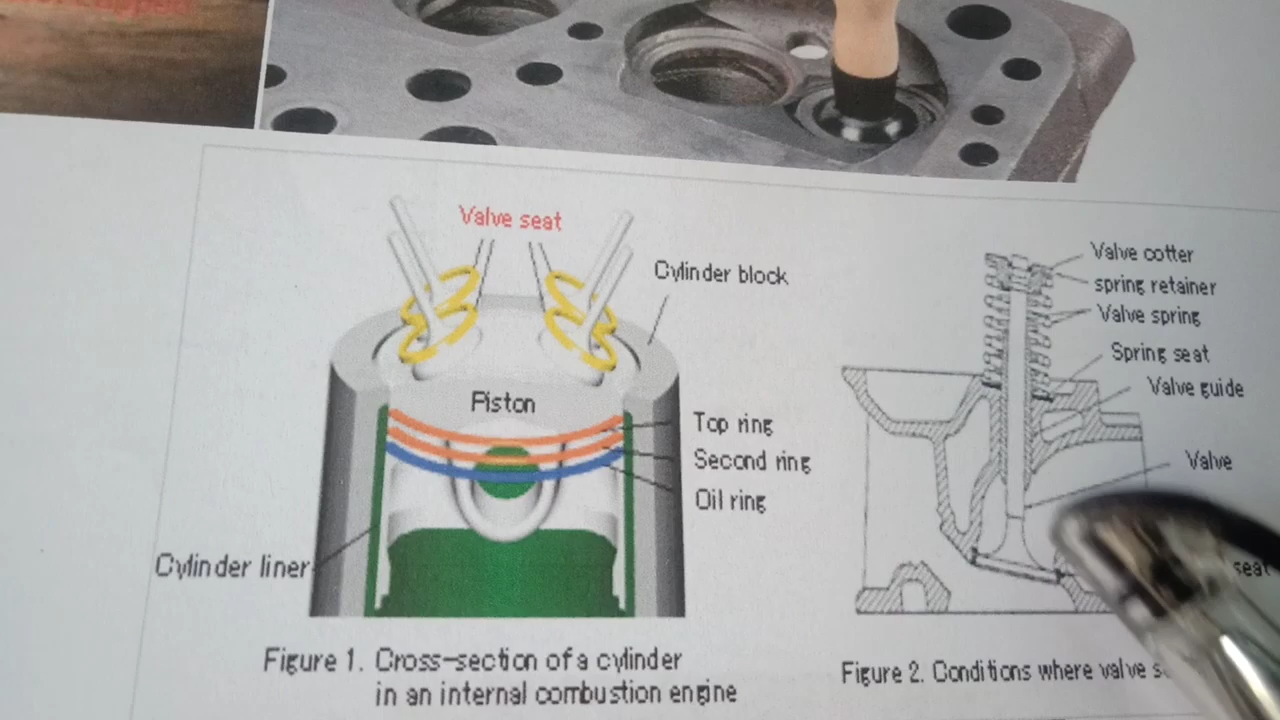 Valve seat
Cylinder block
Piston
Top ring
Second ring
Oil ring
Cylinder liner
Figure 1. Cross-section of a cylinder
in an internal combustion engine
Valve cotter
spring retainer
Valve spring
Spring seat
Valve guide
Valve
seat
Figure 2. Conditions where valve